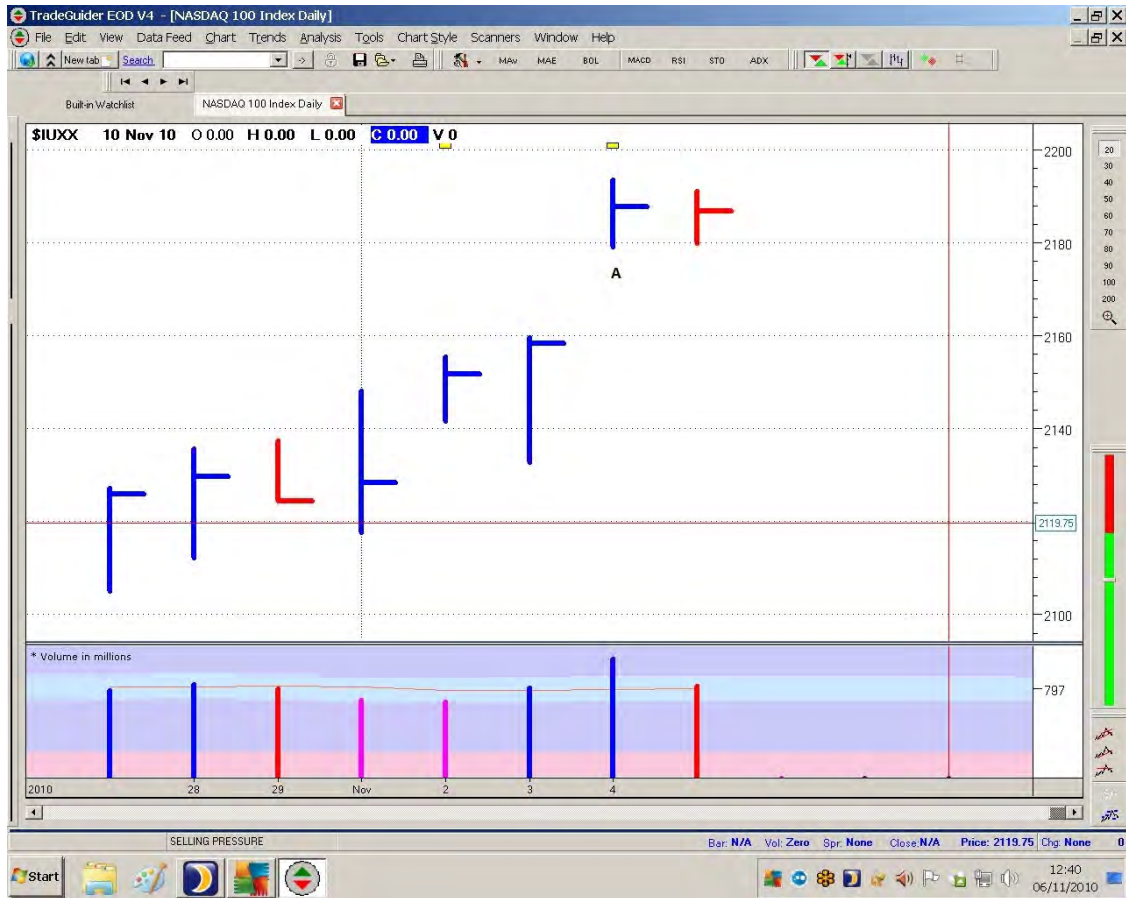 TradeGuider EOD V4 - [NASDAQ 100 Index Daily]
File Edit View Data Feed Chart Trends Analysis Tools Chart Style Scanners Window Help
New tab Search MAv MAE BOL MACD RSI STO ADX
Built-in Watchlist NASDAQ 100 Index Daily
$IUXX 10 Nov 10 O 0.00 H 0.00 L 0.00 C 0.00 V 0
2200
2180
A
2160
2140
2119.75
2100
20
30
40
50
60
70
80
90
100
200
* Volume in millions
797
2010 28 29 Nov 2 3 4
SELLING PRESSURE Bar: N/A Vol: Zero Spr: None Close: N/A Price: 2119.75 Chg: None 0
Start 12:40
06/11/2010